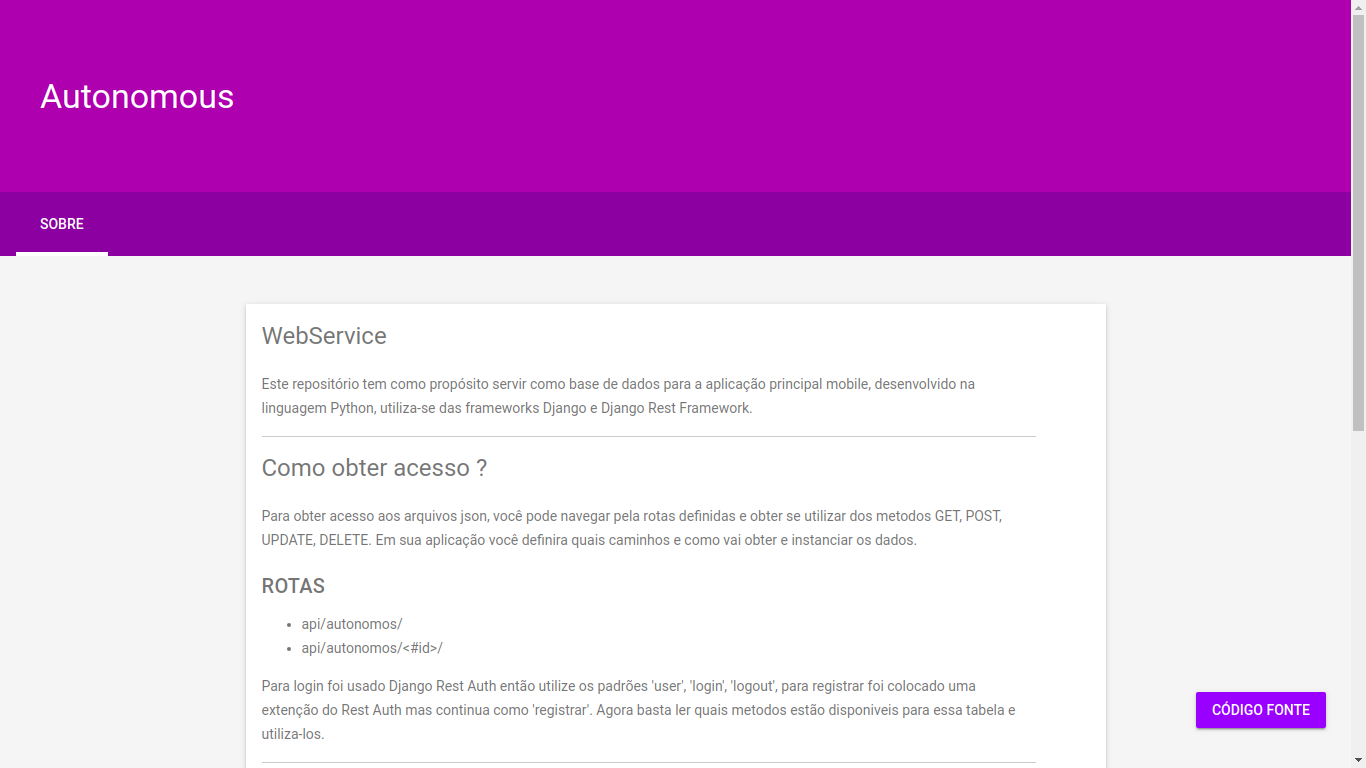 Autonomous
SOBRE
WebService
Este repositório tem como propósito servir como base de dados para a aplicação principal mobile, desenvolvido na
linguagem Python, utiliza-se das frameworks Django e Django Rest Framework.
Como obter acesso ?
Para obter acesso aos arquivos json, você pode navegar pela rotas definidas e obter se utilizar dos metodos GET, POST,
UPDATE, DELETE. Em sua aplicação você definira quais caminhos e como vai obter e instanciar os dados.
ROTAS
• api/autonomos/
• api/autonomos/<#id>/
Para login foi usado Django Rest Auth então utilize os padrões 'user', 'login', 'logout', para registrar foi colocado uma
extenção do Rest Auth mas continua como 'registrar'. Agora basta ler quais metodos estão disponiveis para essa tabela e
utiliza-los.
CÓDIGO FONTE